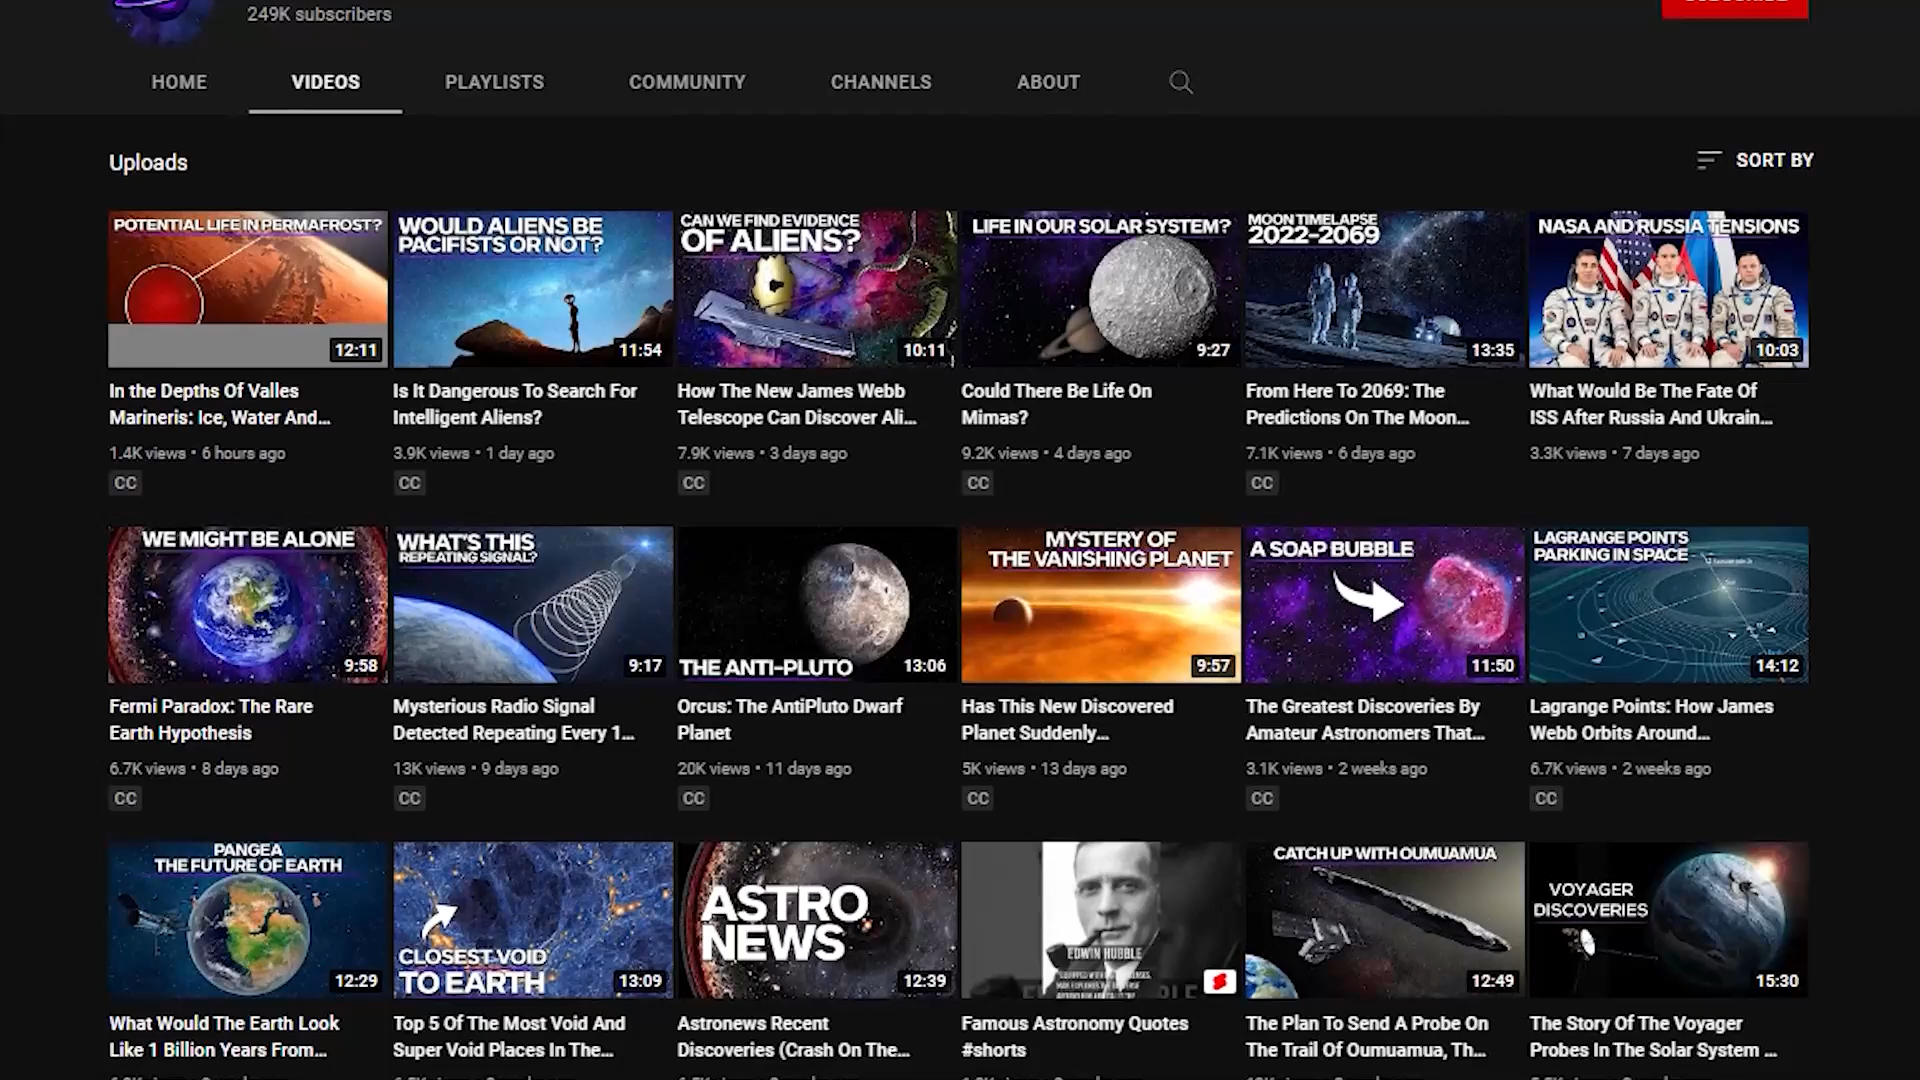 249K subscribers
HOME
VIDEOS
PLAYLISTS
COMMUNITY
CHANNELS
ABOUT
Uploads
SORT BY
POTENTIAL LIFE IN PERMAFROST?
12:11
WOULD ALIENS BE
PACIFISTS OR NOT?
11:54
CAN WE FIND EVIDENCE
OF ALIENS?
10:11
LIFE IN OUR SOLAR SYSTEM?
9:27
MOON TIMELAPSE
2022-2069
13:35
NASA AND RUSSIA TENSIONS
10:03
In the Depths Of Valles
Marineris: Ice, Water And...
1.4K views • 6 hours ago
CC
Is It Dangerous To Search For
Intelligent Aliens?
3.9K views • 1 day ago
CC
How The New James Webb
Telescope Can Discover Ali...
7.9K views • 3 days ago
CC
Could There Be Life On
Mimas?
9.2K views • 4 days ago
CC
From Here To 2069: The
Predictions On The Moon...
7.1K views • 6 days ago
CC
What Would Be The Fate Of
ISS After Russia And Ukrain...
3.3K views • 7 days ago
WE MIGHT BE ALONE
9:58
WHAT'S THIS
REPEATING SIGNAL?
9:17
THE ANTI-PLUTO
13:06
MYSTERY OF
THE VANISHING PLANET
9:57
A SOAP BUBBLE
11:50
LAGRANGE POINTS
PARKING IN SPACE
14:12
Fermi Paradox: The Rare
Earth Hypothesis
6.7K views • 8 days ago
CC
Mysterious Radio Signal
Detected Repeating Every 1...
13K views • 9 days ago
CC
Orcus: The AntiPluto Dwarf
Planet
20K views • 11 days ago
CC
Has This New Discovered
Planet Suddenly...
5K views • 13 days ago
CC
The Greatest Discoveries By
Amateur Astronomers That...
3.1K views • 2 weeks ago
CC
Lagrange Points: How James
Webb Orbits Around...
6.7K views • 2 weeks ago
CC
PANGEA
THE FUTURE OF EARTH
12:29
CLOSEST VOID
TO EARTH
13:09
ASTRO
NEWS
12:39
EDWIN HUBBLE
CATCH UP WITH OUMUAMUA
12:49
VOYAGER
DISCOVERIES
15:30
What Would The Earth Look
Like 1 Billion Years From...
Top 5 Of The Most Void And
Super Void Places In The...
Astronews Recent
Discoveries (Crash On The...
Famous Astronomy Quotes
#shorts
The Plan To Send A Probe On
The Trail Of Oumuamua, Th...
The Story Of The Voyager
Probes In The Solar System ...